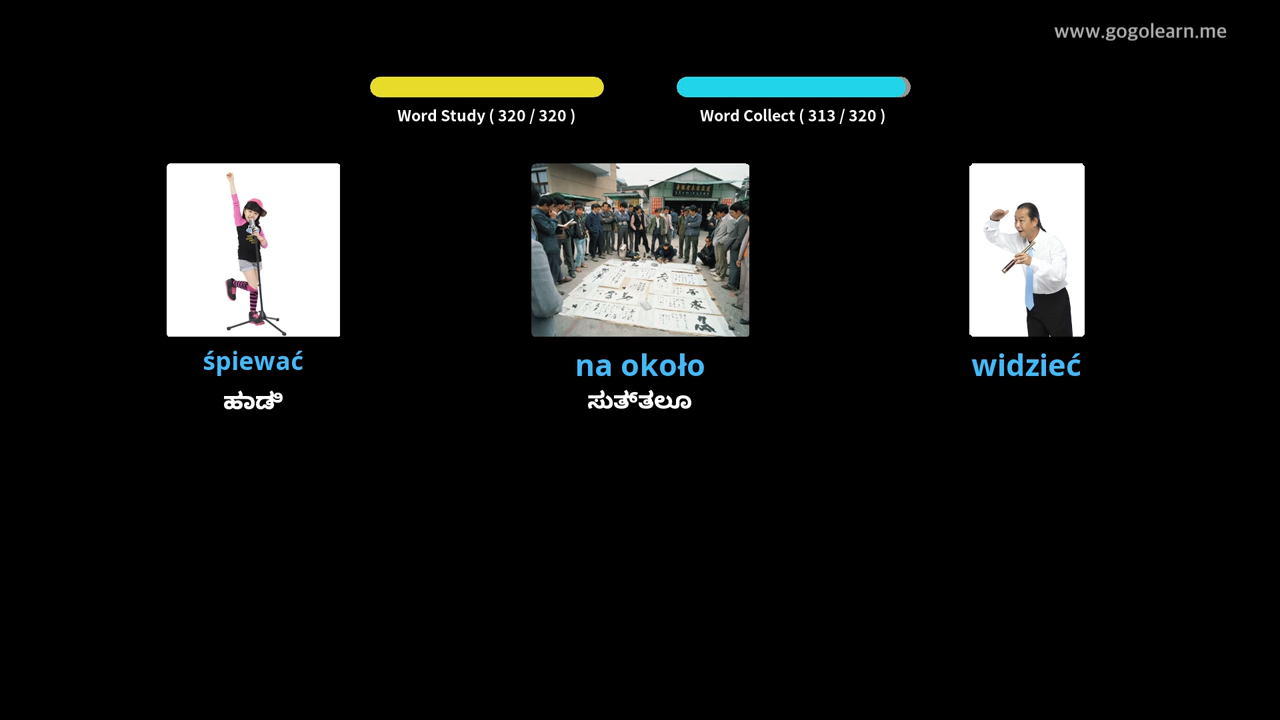 www.gogolearn.me
Word Study ( 320 / 320 )
Word Collect ( 313 / 320 )
śpiewać
na około
widzieć
ಹಾಡಿ
ಸುತ್ತಲೂ